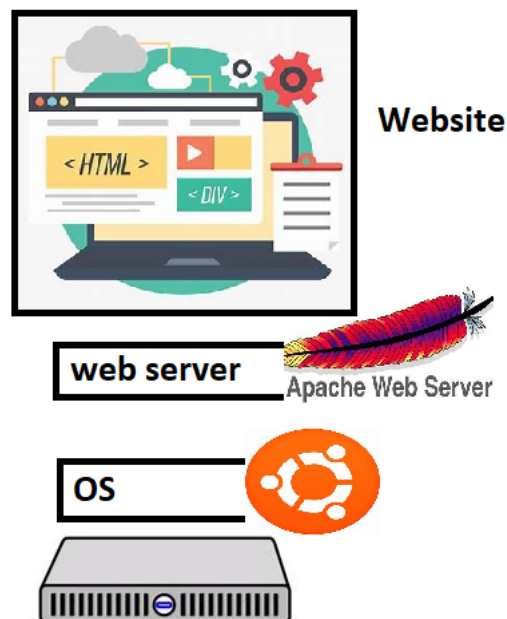 Website
< HTML >
< DIV >
web server
Apache Web Server
OS